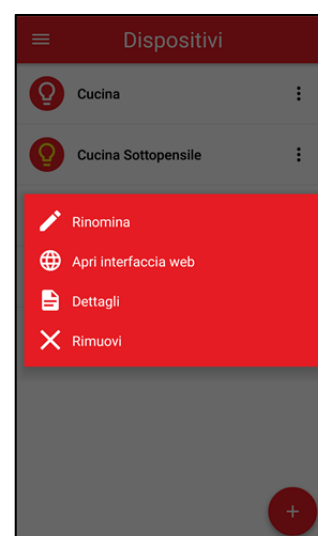 Dispositivi
Cucina
Cucina Sottopensile
Rinomina
Apri interfaccia web
Dettagli
Rimuovi